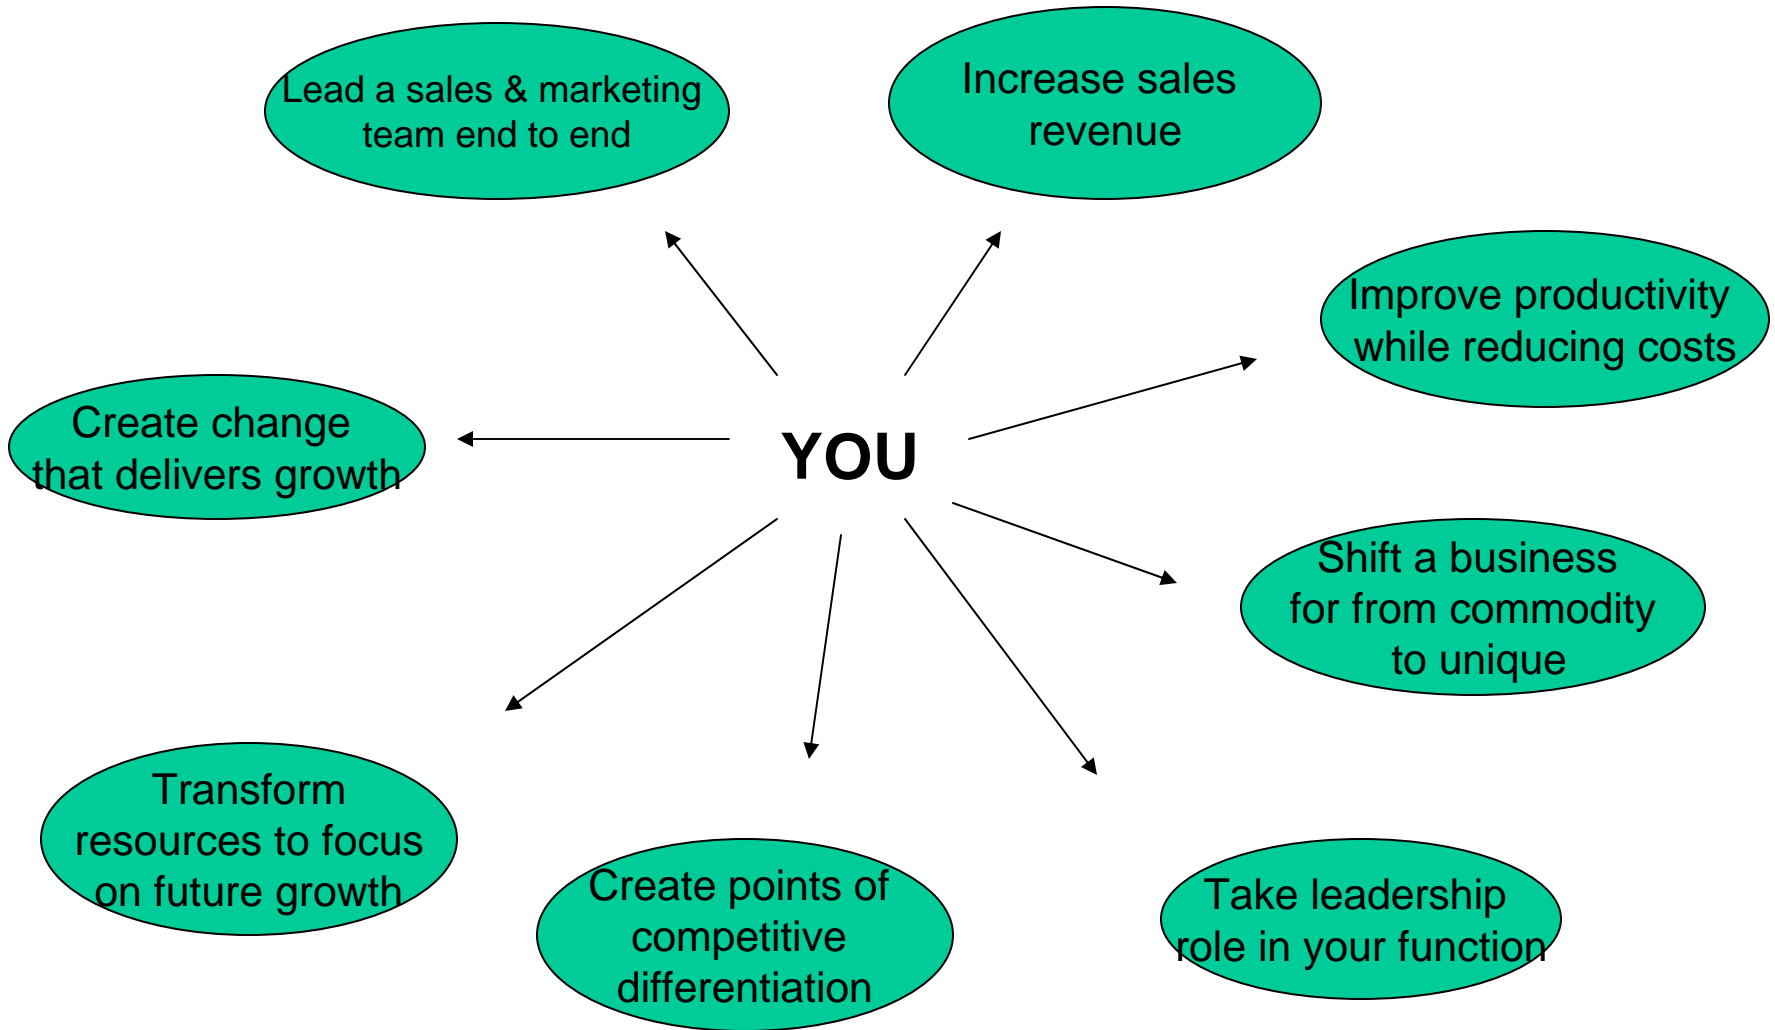 Lead a sales & marketing
team end to end
Increase sales
revenue
Improve productivity
while reducing costs
Create change
that delivers growth
YOU
Shift a business
for from commodity
to unique
Transform
resources to focus
on future growth
Create points of
competitive
differentiation
Take leadership
role in your function